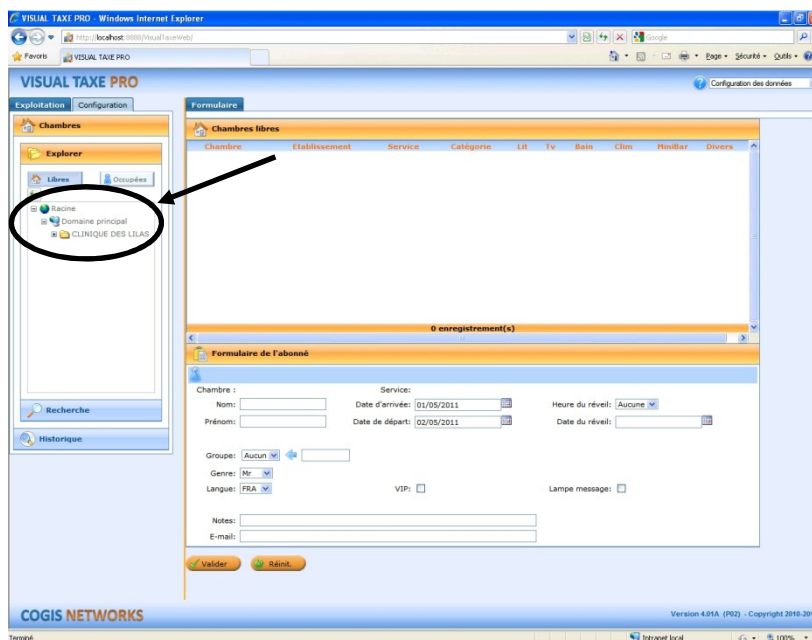 VISUAL TAXE PRO - Windows Internet Explorer
http://localhost:8888/VisualTaxeWeb/
Google
Favoris VISUAL TAXE PRO
Page Sécurité Outils
VISUAL TAXE PRO
Configuration des données
Exploitation Configuration
Formulaire
Chambres
Chambres libres
Explorer
Chambre Etablissement Service Catégorie Lit Tv Bain Clim MiniBar Divers
Libres Occupées
Racine
Domaine principal
CLINIQUE DES LILAS
0 enregistrement(s)
Formulaire de l'abonné
Chambre : Service:
Nom: Date d'arrivée: 01/05/2011 Heure du réveil: Aucune
Prénom: Date de départ: 02/05/2011 Date du réveil:
Recherche
Historique
Groupe: Aucun
Genre: Mr
Langue: FRA VIP: Lampe message:
Notes:
E-mail:
Valider Réinit.
COGIS NETWORKS
Version 4.01A (P02) - Copyright 2010-20
Terminé Intranet local 100%